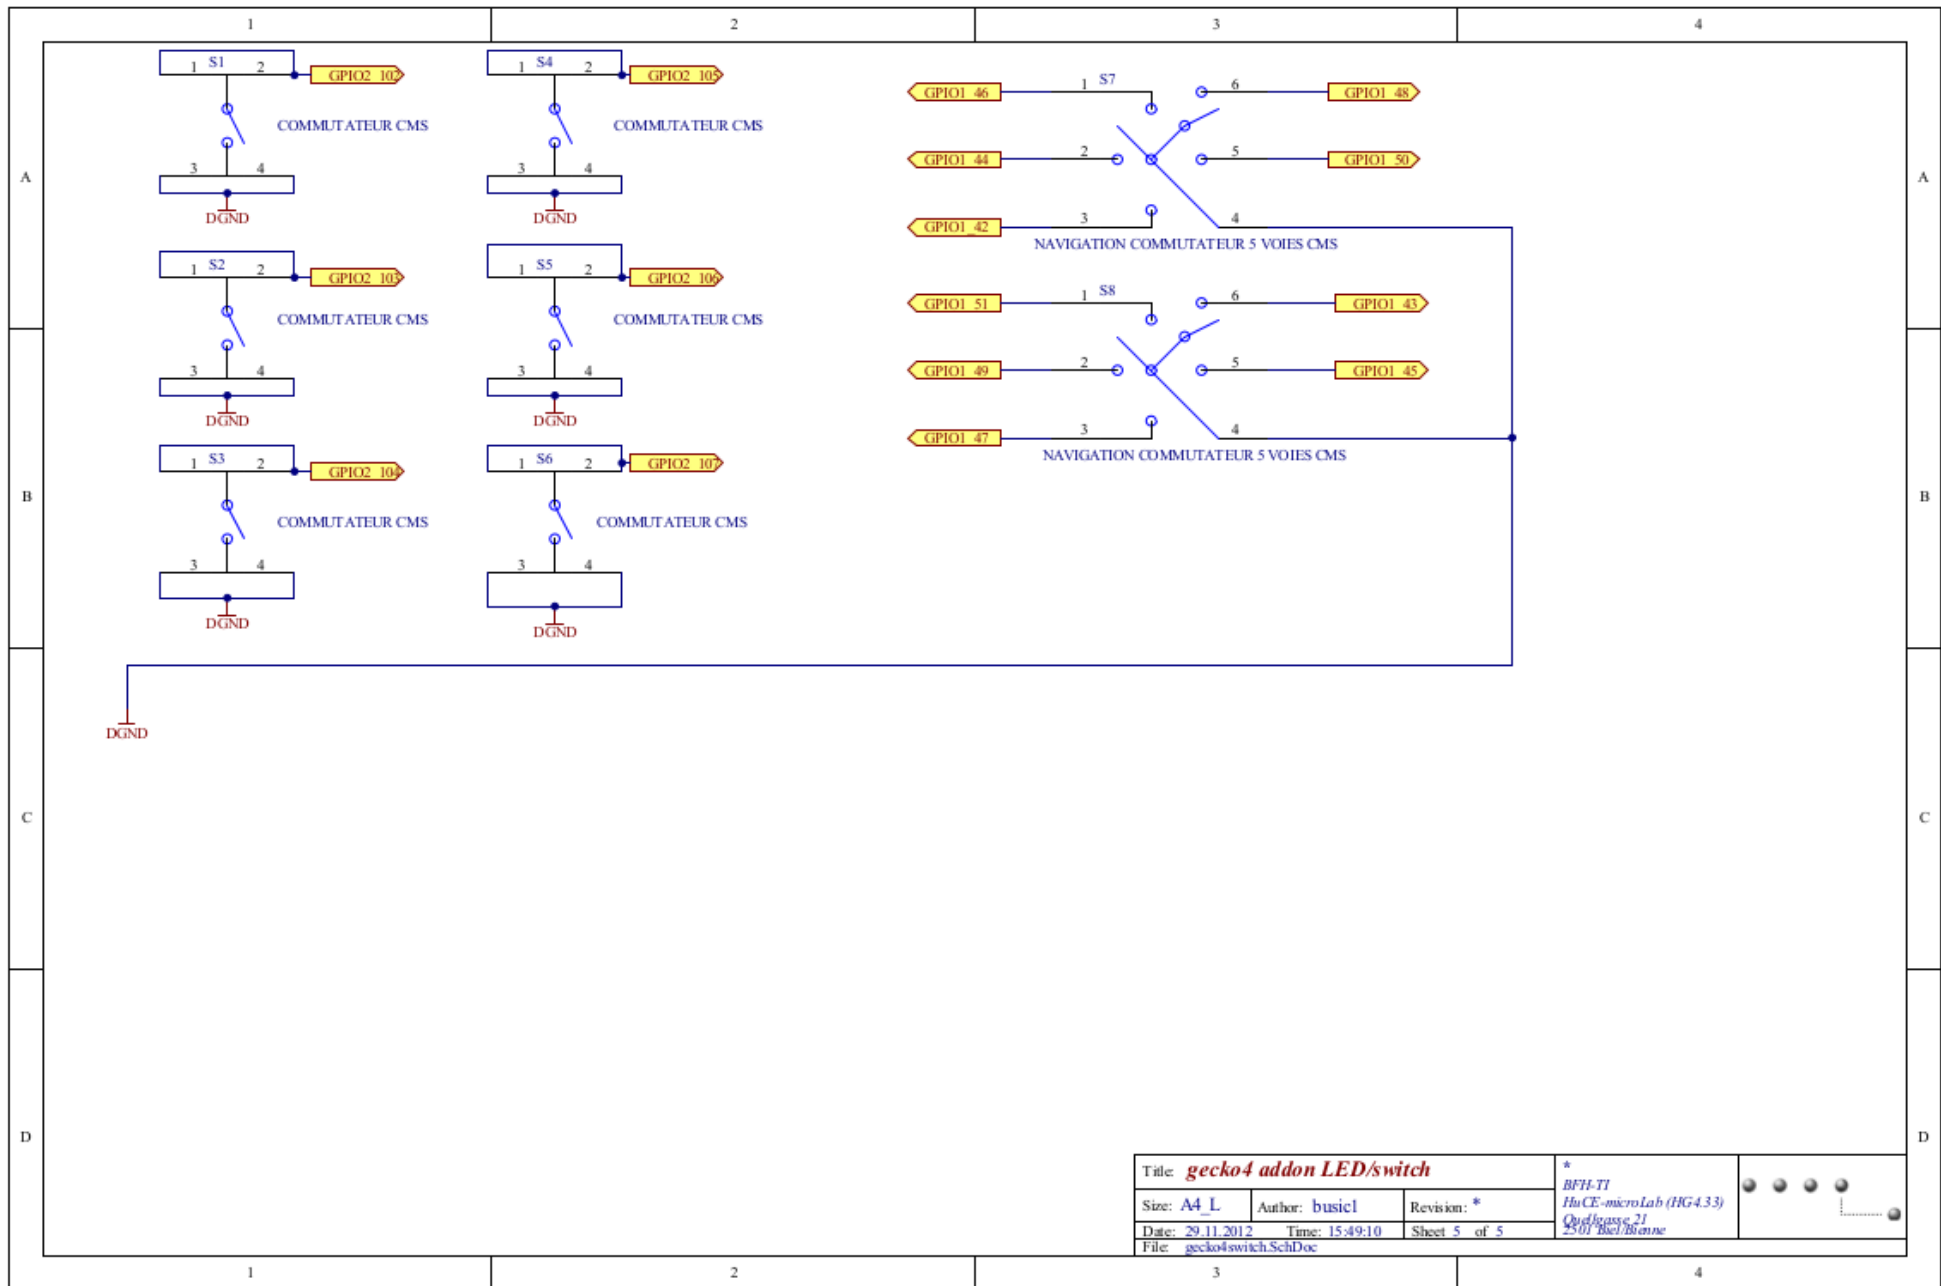 1 2 3 4
1 S1 2 GPIO2_102
COMMUTATEUR CMS
3 4
DGND
1 S4 2 GPIO2_105
COMMUTATEUR CMS
3 4
DGND
GPIO1_46 1 S7 6 GPIO1_48
GPIO1_44 2 5 GPIO1_50
GPIO1_42 3 4
NAVIGATION COMMUTATEUR 5 VOIES CMS
A A
1 S2 2 GPIO2_103
COMMUTATEUR CMS
3 4
DGND
1 S5 2 GPIO2_106
COMMUTATEUR CMS
3 4
DGND
GPIO1_51 1 S8 6 GPIO1_43
GPIO1_49 2 5 GPIO1_45
GPIO1_47 3 4
NAVIGATION COMMUTATEUR 5 VOIES CMS
1 S3 2 GPIO2_104
COMMUTATEUR CMS
3 4
DGND
1 S6 2 GPIO2_107
COMMUTATEUR CMS
3 4
DGND
B B
DGND
C C
D D
Title: gecko4 addon LED/switch
Size: A4_L Author: busic1 Revision: *
Date: 29.11.2012 Time: 15:49:10 Sheet 5 of 5
File: gecko4switch.SchDoc
*
BFH-TI
HuCE-microLab (HG4.33)
Quellgasse 21
2501 Biel/Bienne
1 2 3 4